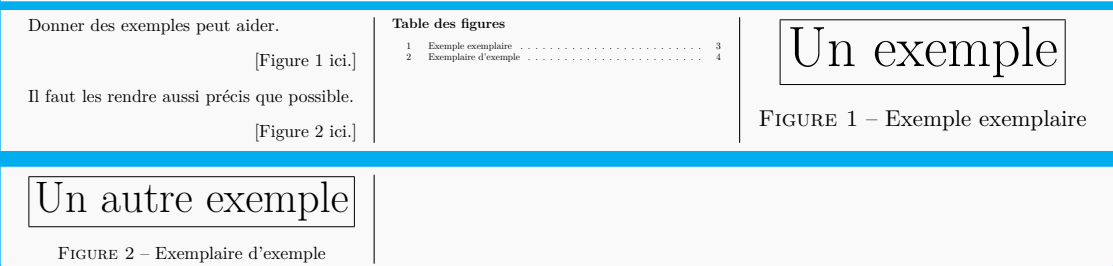 Donner des exemples peut aider.
[Figure 1 ici.]
Il faut les rendre aussi précis que possible.
[Figure 2 ici.]
Table des figures
1 Exemple exemplaire . . . . . . . . . . . . . . . . . . . . . . . . . . 3
2 Exemplaire d'exemple . . . . . . . . . . . . . . . . . . . . . . . . . 4
Un exemple
Figure 1 – Exemple exemplaire
Un autre exemple
Figure 2 – Exemplaire d'exemple